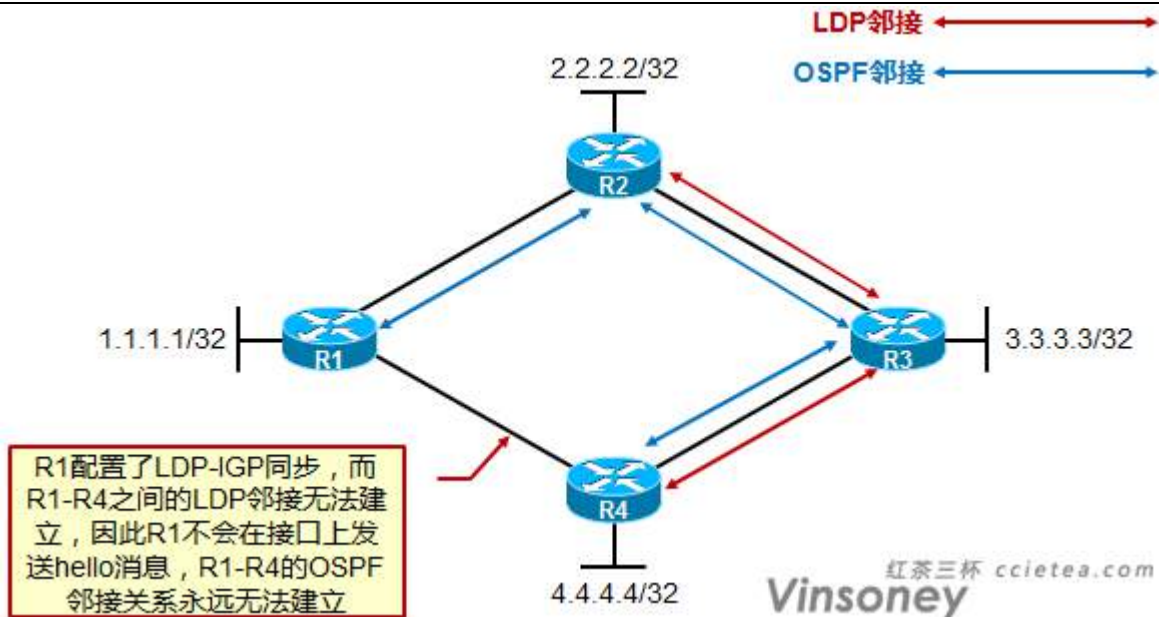 LDP邻接
OSPF邻接
2.2.2.2/32
R2
1.1.1.1/32
R1
R3
3.3.3.3/32
R1配置了LDP-IGP同步，而
R1-R4之间的LDP邻接无法建
立，因此R1不会在接口上发
送hello消息，R1-R4的OSPF
邻接关系永远无法建立
R4
4.4.4.4/32
红茶三杯 ccietea.com
Vinsoney